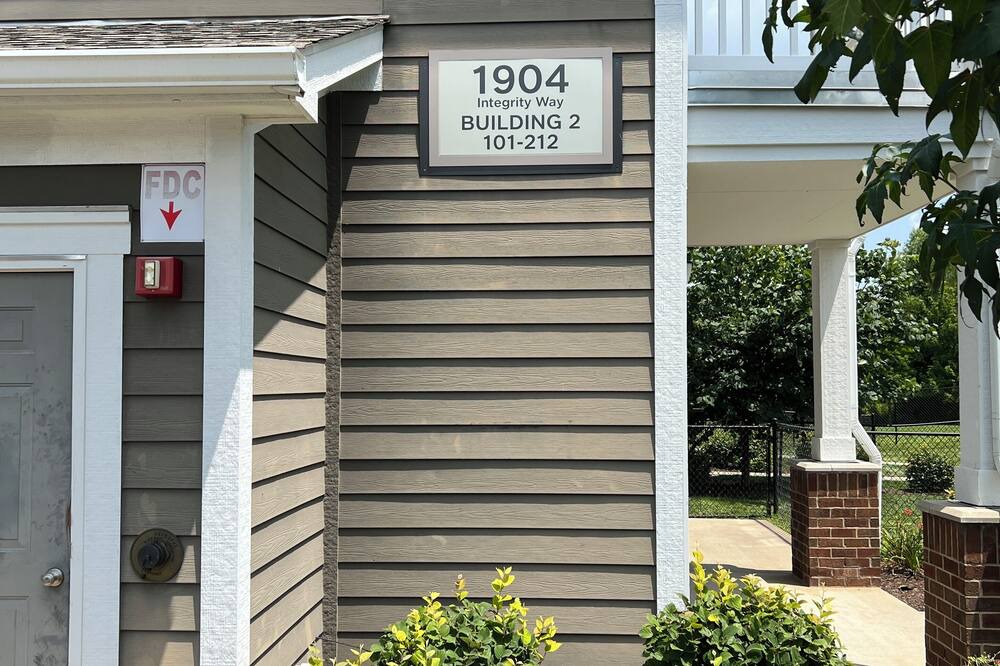 1904
Integrity Way
BUILDING 2
101-212
FDC